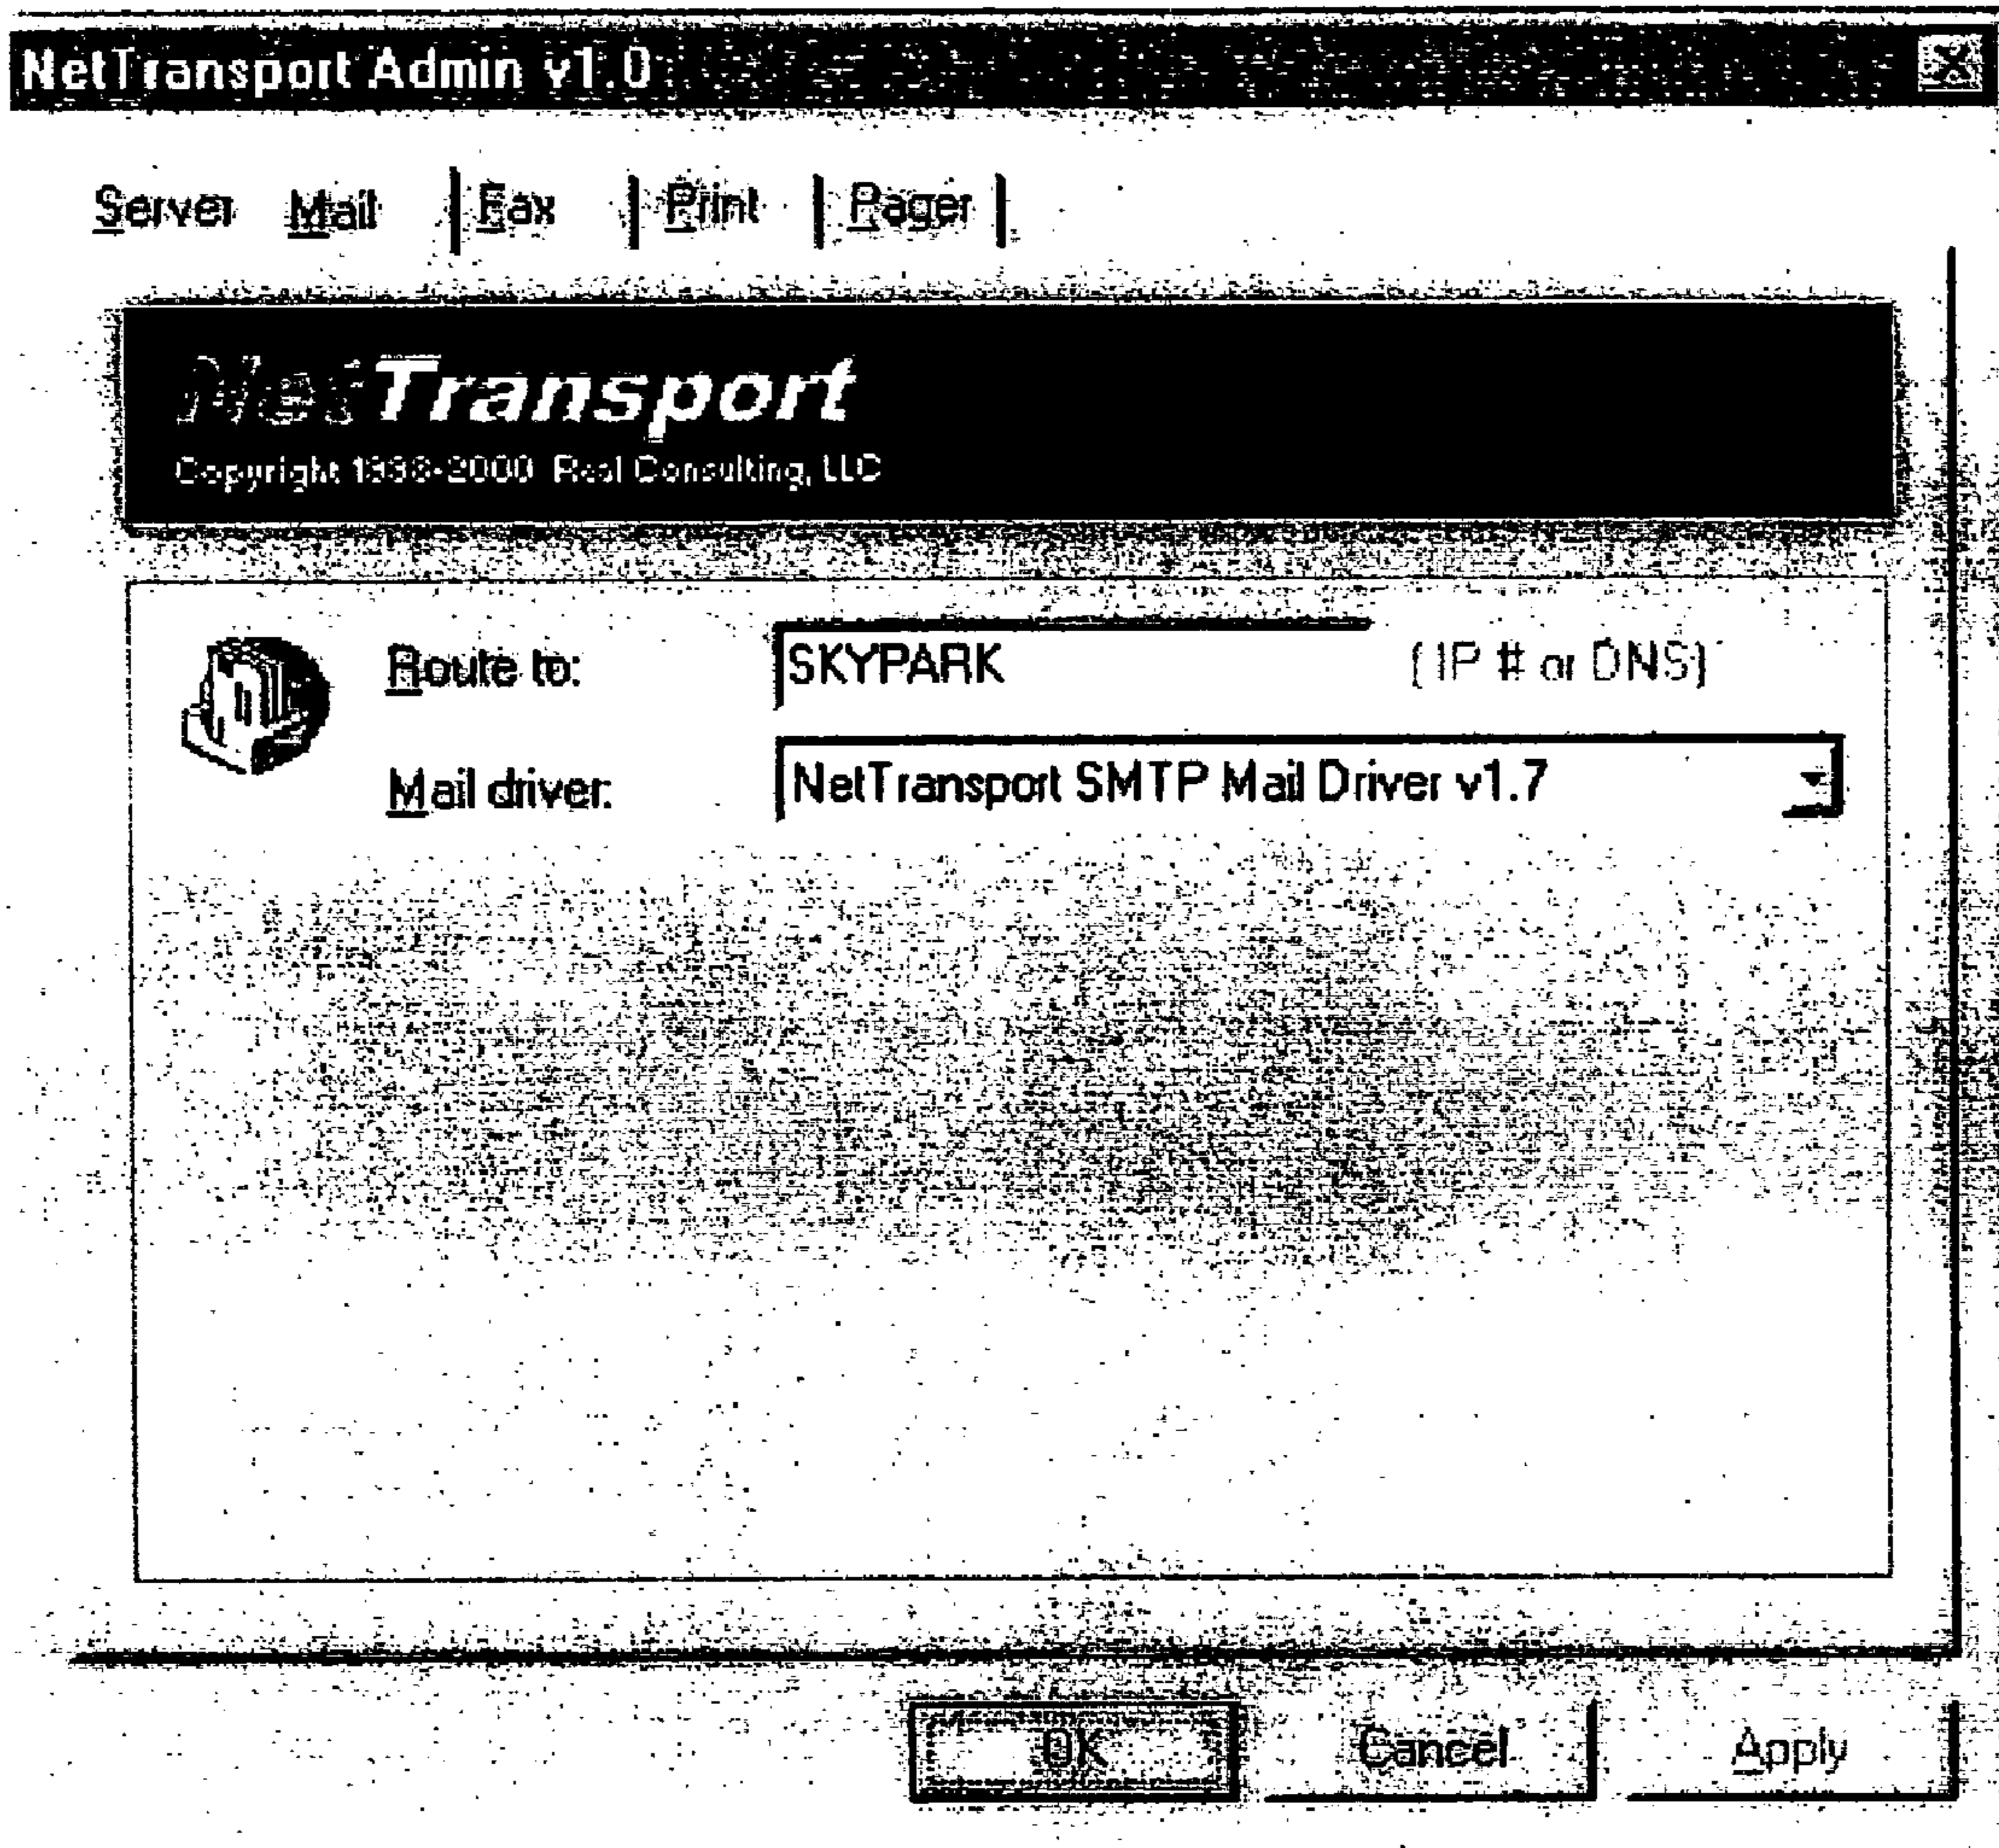 NetTransport Admin v1.0
Server Mail Fax Print Pager
NetTransport
Copyright 1998-2000 Real Consulting, LLC
Route to: SKYPARK (IP # or DNS)
Mail driver: NetTransport SMTP Mail Driver v1.7
OK Cancel Apply